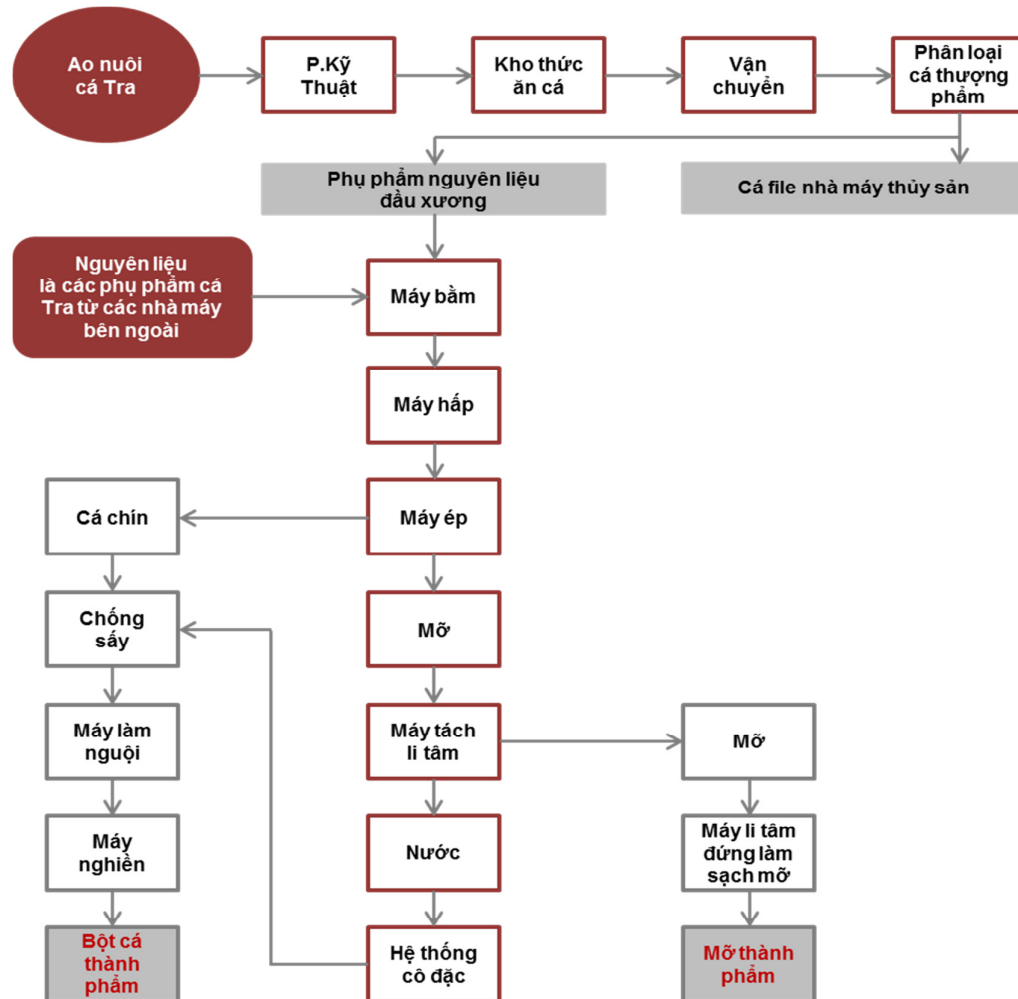 Ao nuôi
cá Tra
P.Kỹ
Thuật
Kho thức
ăn cá
Vận
chuyển
Phân loại
cá thượng
phẩm
Phụ phẩm nguyên liệu
đầu xương
Cá file nhà máy thủy sản
Nguyên liệu
là các phụ phẩm cá
Tra từ các nhà máy
bên ngoài
Máy bằm
Máy hấp
Cá chín
Máy ép
Chống
sấy
Mỡ
Máy làm
nguội
Máy tách
li tâm
Mỡ
Máy
nghiền
Nước
Máy li tâm
đứng làm
sạch mỡ
Bột cá
thành
phẩm
Hệ thống
cô đặc
Mỡ thành
phẩm